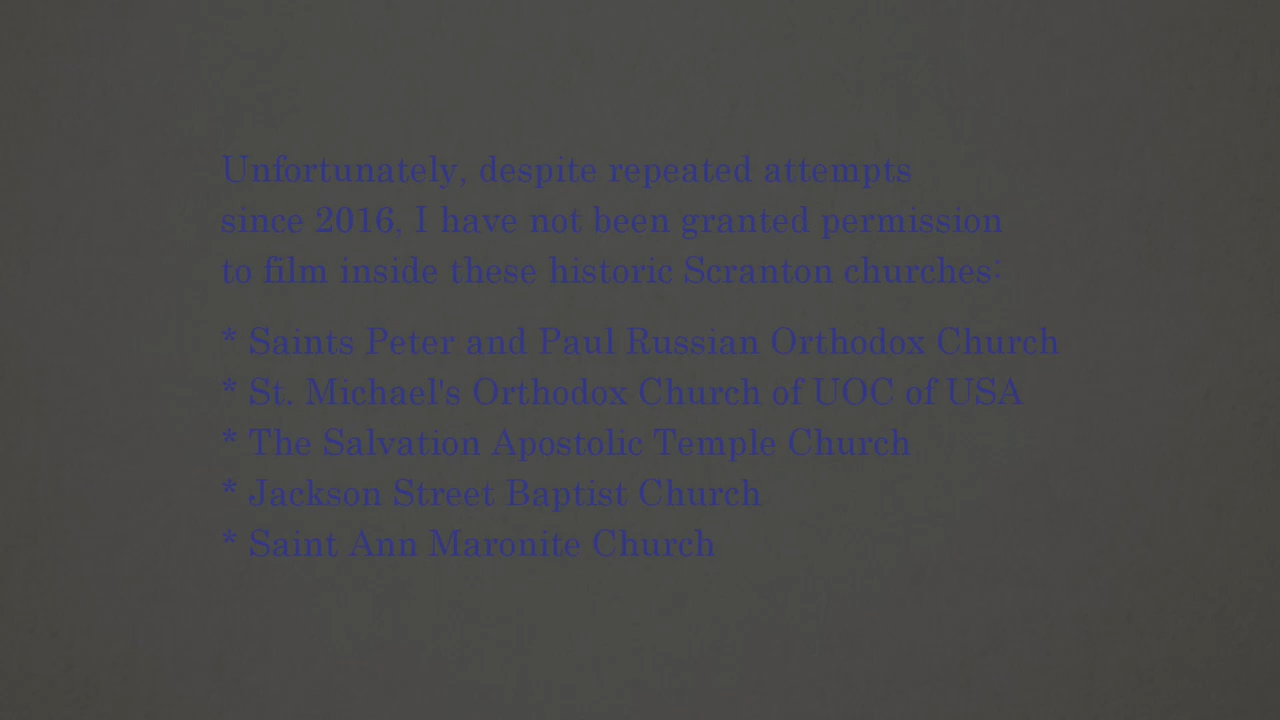 Unfortunately, despite repeated attempts
since 2016, I have not been granted permission
to film inside these historic Scranton churches:
* Saints Peter and Paul Russian Orthodox Church
* St. Michael's Orthodox Church of UOC of USA
* The Salvation Apostolic Temple Church
* Jackson Street Baptist Church
* Saint Ann Maronite Church